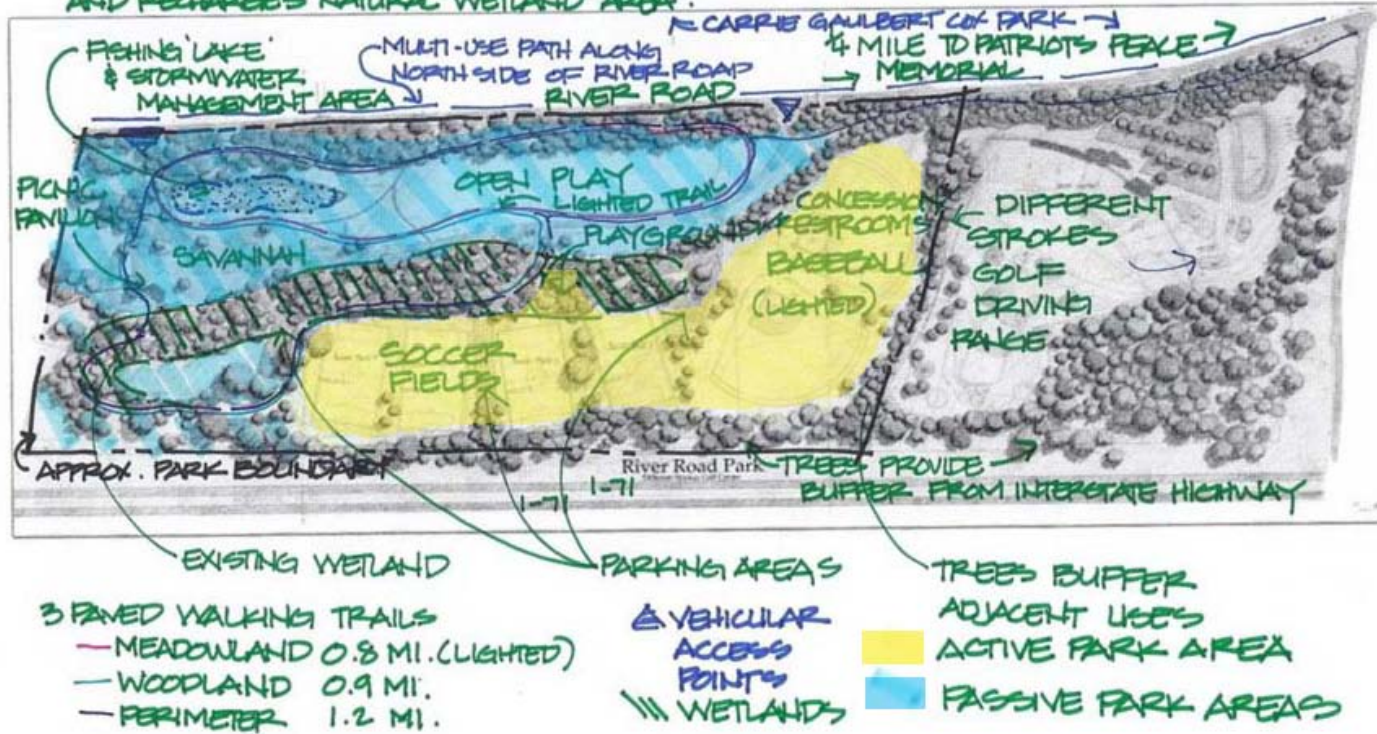 AND RECHARGES NATURAL WETLAND AREA.
CARRIE GAULBERT COX PARK
FISHING LAKE
& STORMWATER
MANAGEMENT AREA
MULTI-USE PATH ALONG
NORTH SIDE OF RIVER ROAD
RIVER ROAD
1/4 MILE TO PATRIOTS PEACE
MEMORIAL
PICNIC
PAVILION
OPEN PLAY
LIGHTED TRAIL
SAVANNAH
PLAYGROUND
CONCESSION
RESTROOMS
BASEBALL
(LIGHTED)
DIFFERENT
STROKES
GOLF
DRIVING
RANGE
SOCCER
FIELDS
APPROX. PARK BOUNDARY
River Road Park
I-71
I-71
TREES PROVIDE
BUFFER FROM INTERSTATE HIGHWAY
EXISTING WETLAND
PARKING AREAS
TREES BUFFER
ADJACENT USES
3 PAVED WALKING TRAILS
MEADOWLAND 0.8 MI. (LIGHTED)
WOODLAND 0.9 MI.
PERIMETER 1.2 MI.
VEHICULAR
ACCESS
POINTS
WETLANDS
ACTIVE PARK AREA
PASSIVE PARK AREAS